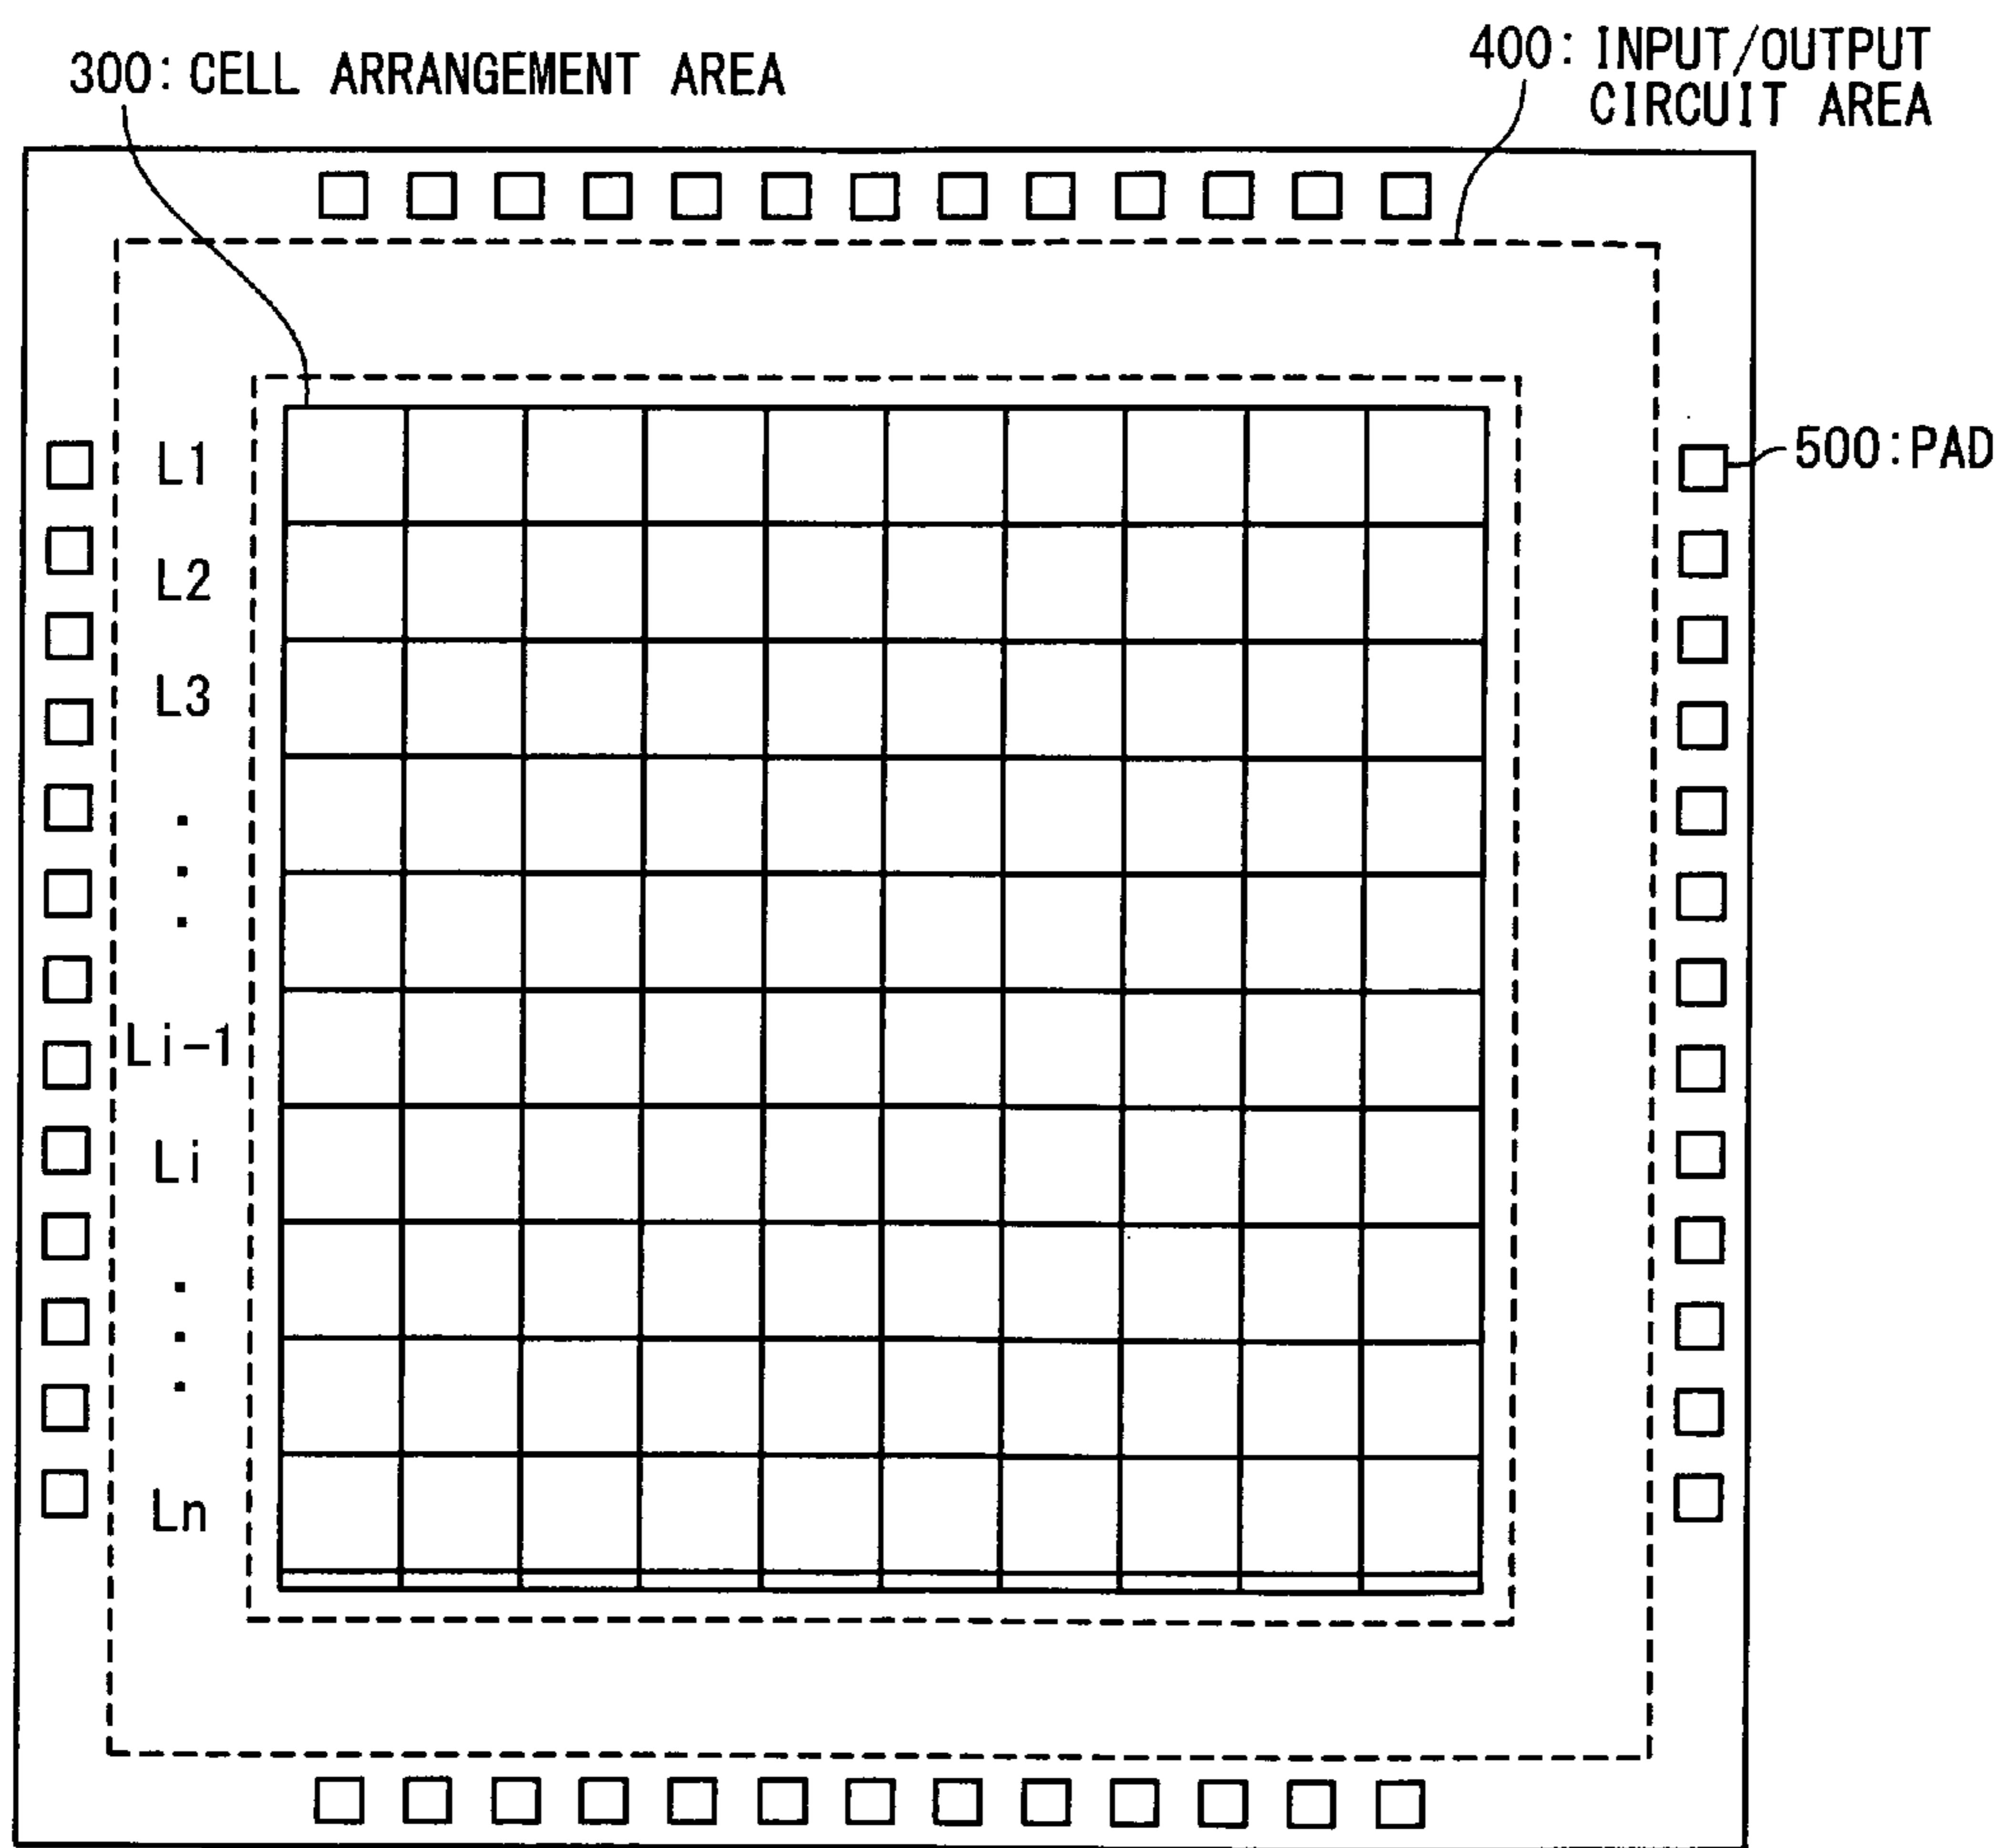 300: CELL ARRANGEMENT AREA
400: INPUT/OUTPUT
CIRCUIT AREA
500:PAD
L1
L2
L3
.
.
.
Li-1
Li
.
.
.
Ln